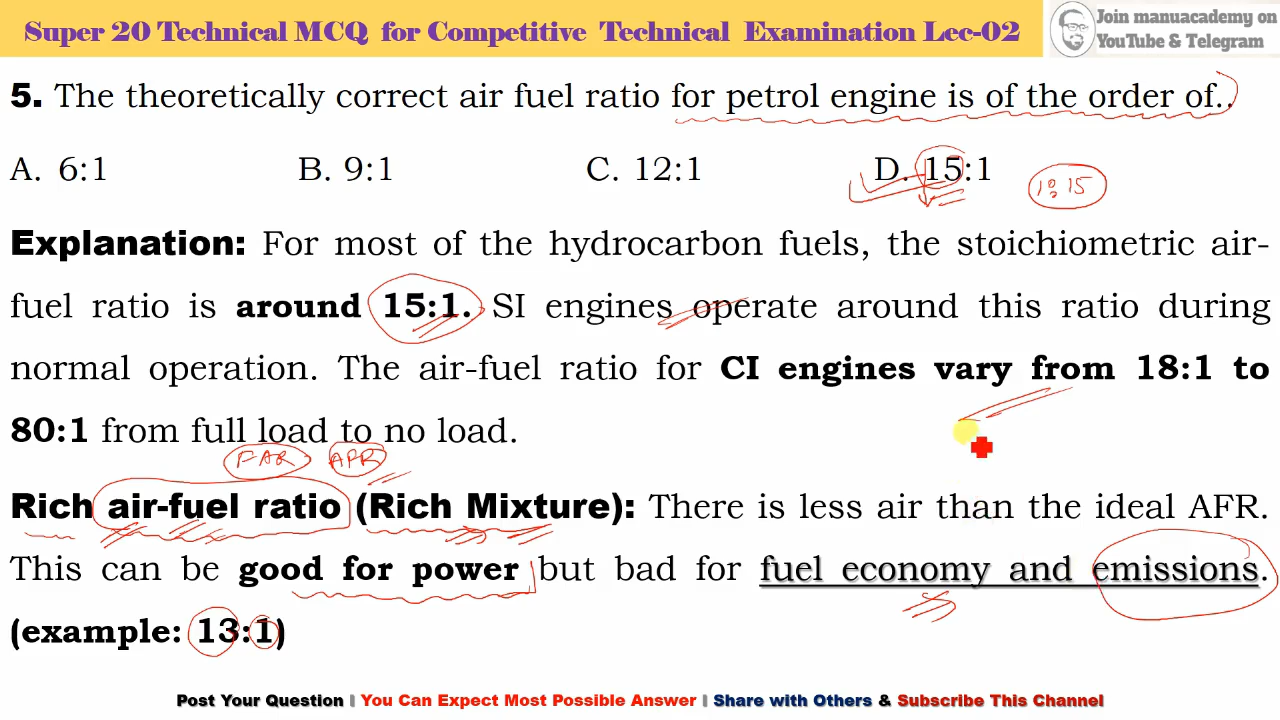 Super 20 Technical MCQ for Competitive Technical Examination Lec-02
Join manuacademy on
YouTube & Telegram
5. The theoretically correct air fuel ratio for petrol engine is of the order of..
A. 6:1 B. 9:1 C. 12:1 D. 15:1 1:15
Explanation: For most of the hydrocarbon fuels, the stoichiometric air-
fuel ratio is around 15:1. SI engines operate around this ratio during
normal operation. The air-fuel ratio for CI engines vary from 18:1 to
80:1 from full load to no load.
FAR AFR
Rich air-fuel ratio (Rich Mixture): There is less air than the ideal AFR.
This can be good for power but bad for fuel economy and emissions.
(example: 13:1)
Post Your Question | You Can Expect Most Possible Answer | Share with Others & Subscribe This Channel